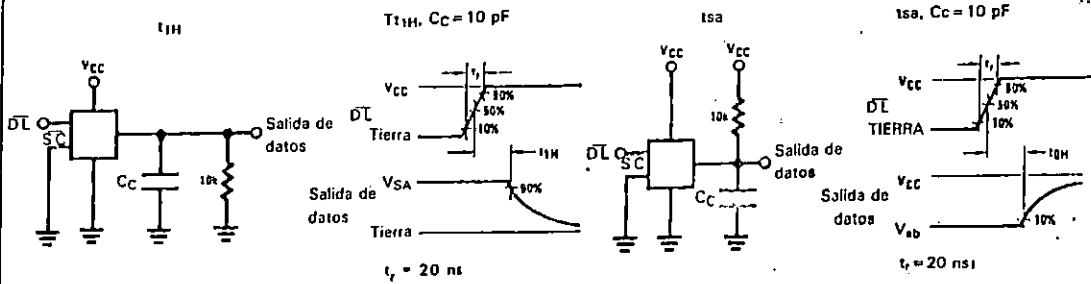 t1H
VCC
DL
SC
CC
10k
Salida de
datos
Tt1H, CC = 10 pF
tr
VCC
90%
50%
10%
DL
Tierra
t1H
VSA
90%
Salida de
datos
Tierra
tr = 20 ns
tsa
VCC
VCC
10k
DL
SC
CC
Salida de
datos
tsa, Cc = 10 pF
tr
VCC
90%
50%
10%
DL
TIERRA
t0H
VCC
Salida de
datos
10%
Vab
tr = 20 ns